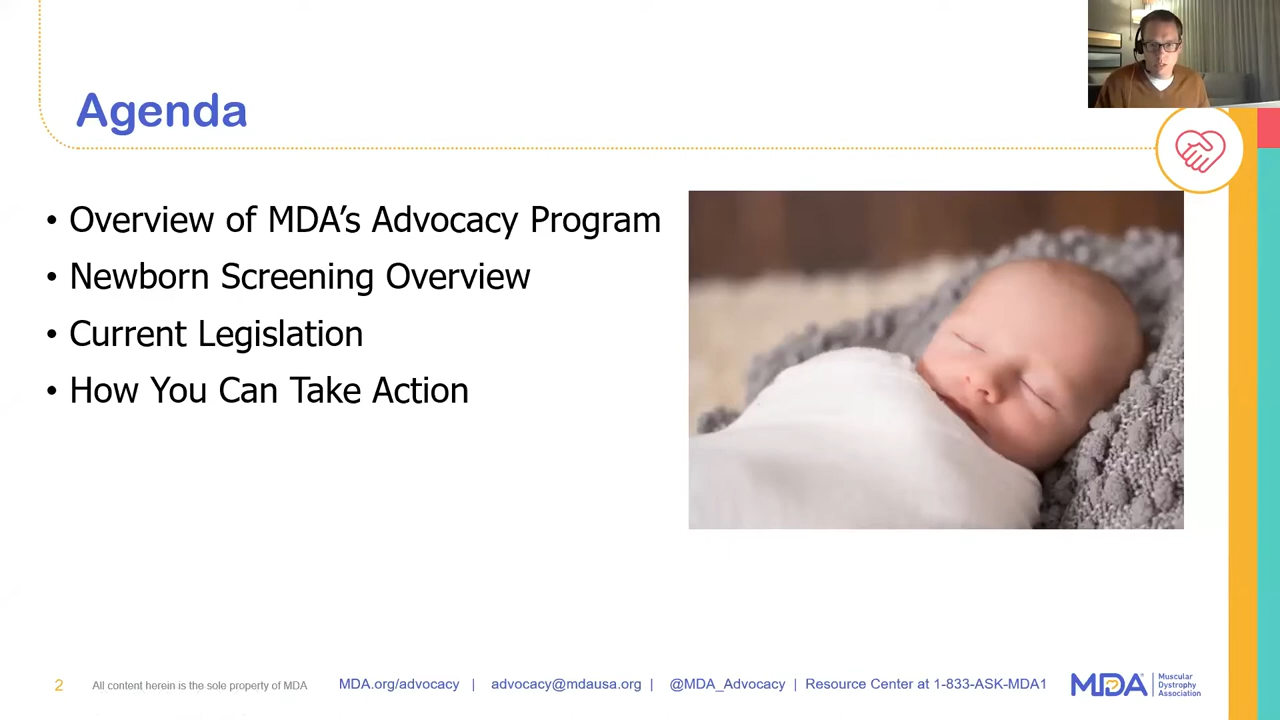 Agenda
• Overview of MDA’s Advocacy Program
• Newborn Screening Overview
• Current Legislation
• How You Can Take Action
2 All content herein is the sole property of MDA MDA.org/advocacy | advocacy@mdausa.org | @MDA_Advocacy | Resource Center at 1-833-ASK-MDA1
MDA
Muscular
Dystrophy
Association